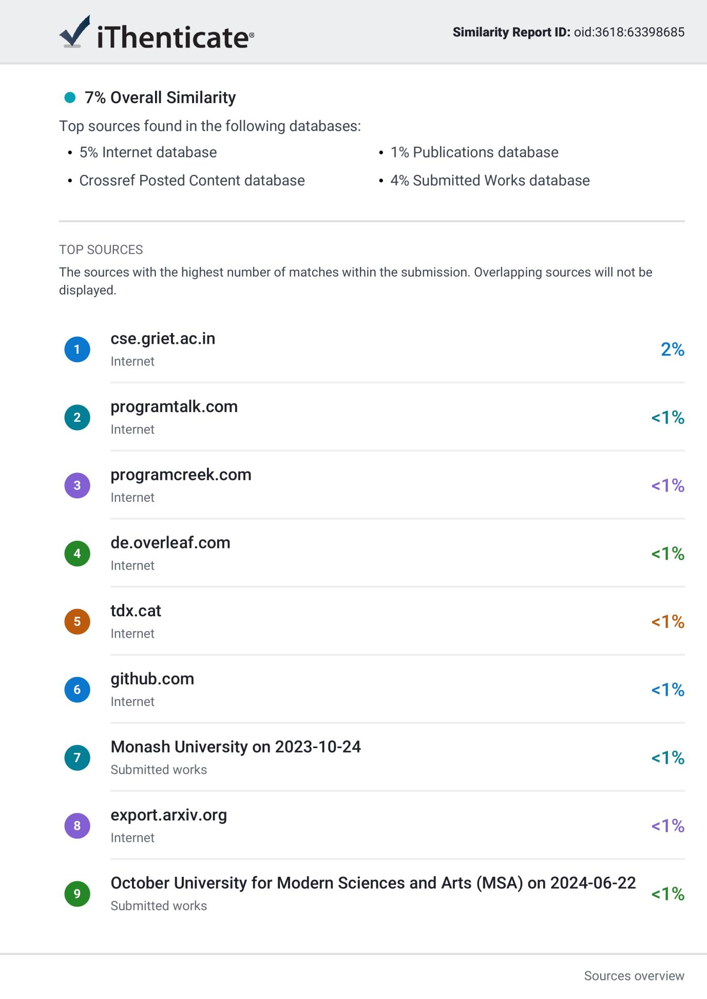 iThenticate®
Similarity Report ID: oid:3618:63398685
7% Overall Similarity
Top sources found in the following databases:
• 5% Internet database
• 1% Publications database
• Crossref Posted Content database
• 4% Submitted Works database
TOP SOURCES
The sources with the highest number of matches within the submission. Overlapping sources will not be
displayed.
1
cse.griet.ac.in
Internet
2%
2
programtalk.com
Internet
<1%
3
programcreek.com
Internet
<1%
4
de.overleaf.com
Internet
<1%
5
tdx.cat
Internet
<1%
6
github.com
Internet
<1%
7
Monash University on 2023-10-24
Submitted works
<1%
8
export.arxiv.org
Internet
<1%
9
October University for Modern Sciences and Arts (MSA) on 2024-06-22
Submitted works
<1%
Sources overview